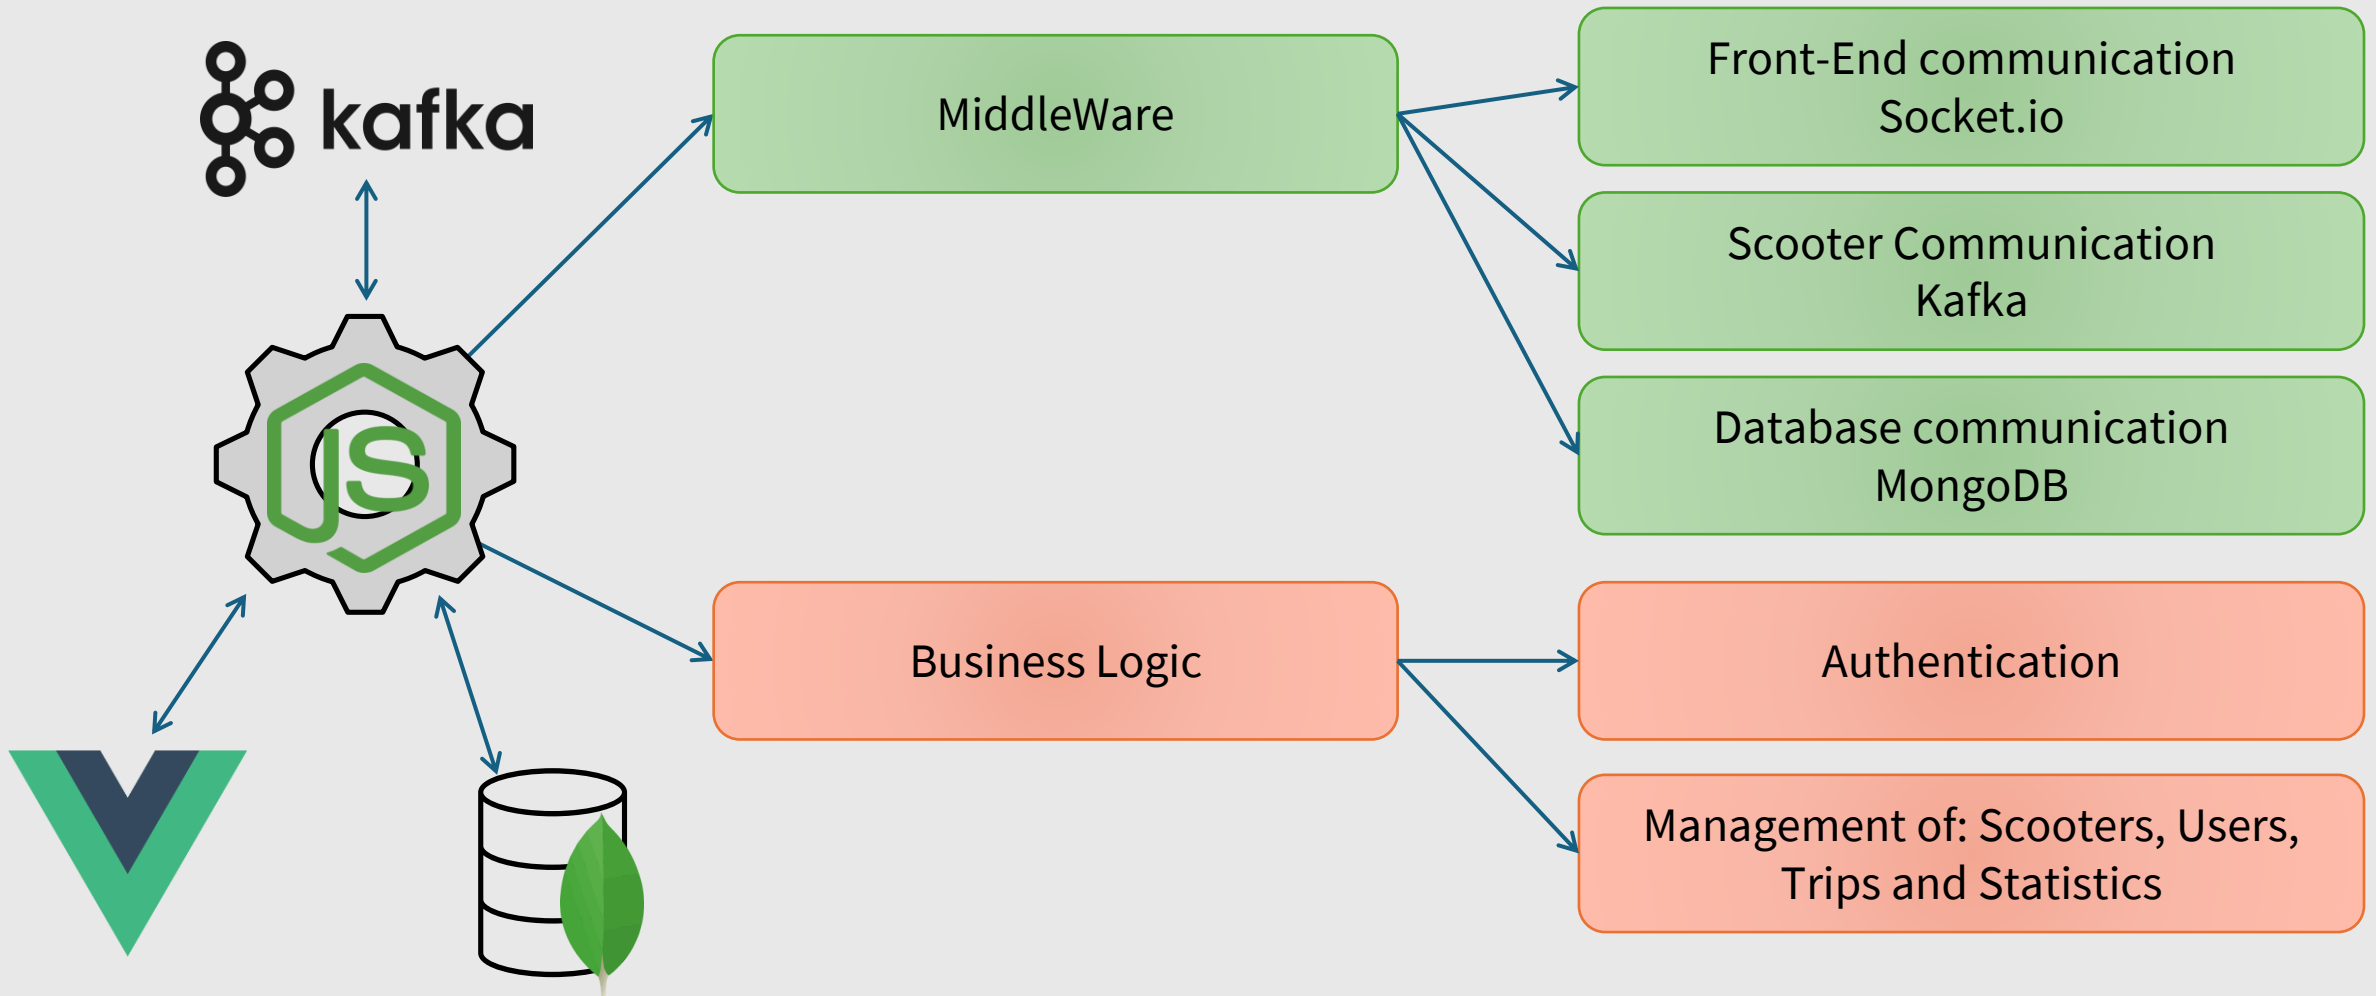 kafka
MiddleWare
Front-End communication
Socket.io
Scooter Communication
Kafka
Database communication
MongoDB
JS
Business Logic
Authentication
Management of: Scooters, Users,
Trips and Statistics